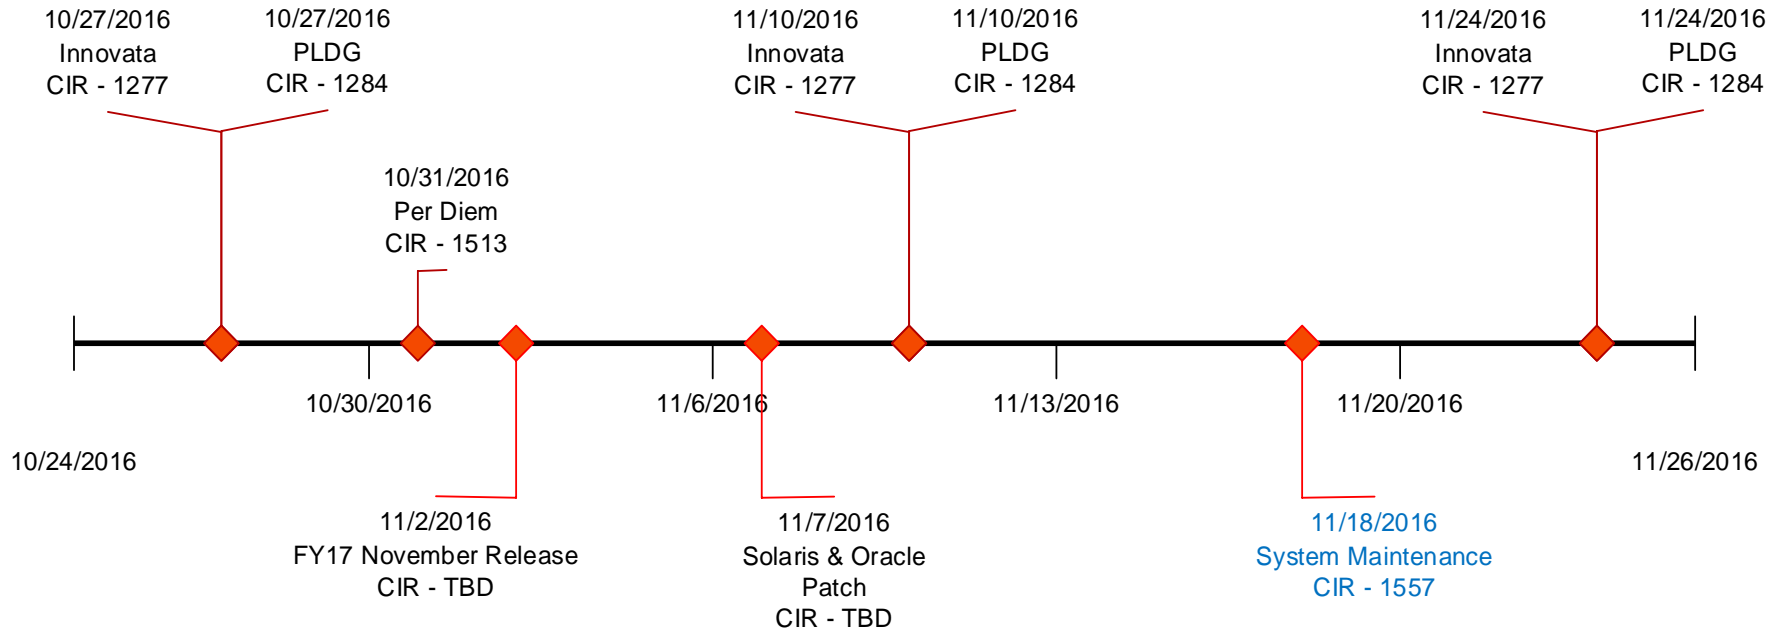 10/27/2016
Innovata
CIR - 1277
10/27/2016
PLDG
CIR - 1284
11/10/2016
Innovata
CIR - 1277
11/10/2016
PLDG
CIR - 1284
11/24/2016
Innovata
CIR - 1277
11/24/2016
PLDG
CIR - 1284
10/31/2016
Per Diem
CIR - 1513
10/30/2016
11/6/2016
11/13/2016
11/20/2016
10/24/2016
11/26/2016
11/2/2016
FY17 November Release
CIR - TBD
11/7/2016
Solaris & Oracle
Patch
CIR - TBD
11/18/2016
System Maintenance
CIR - 1557